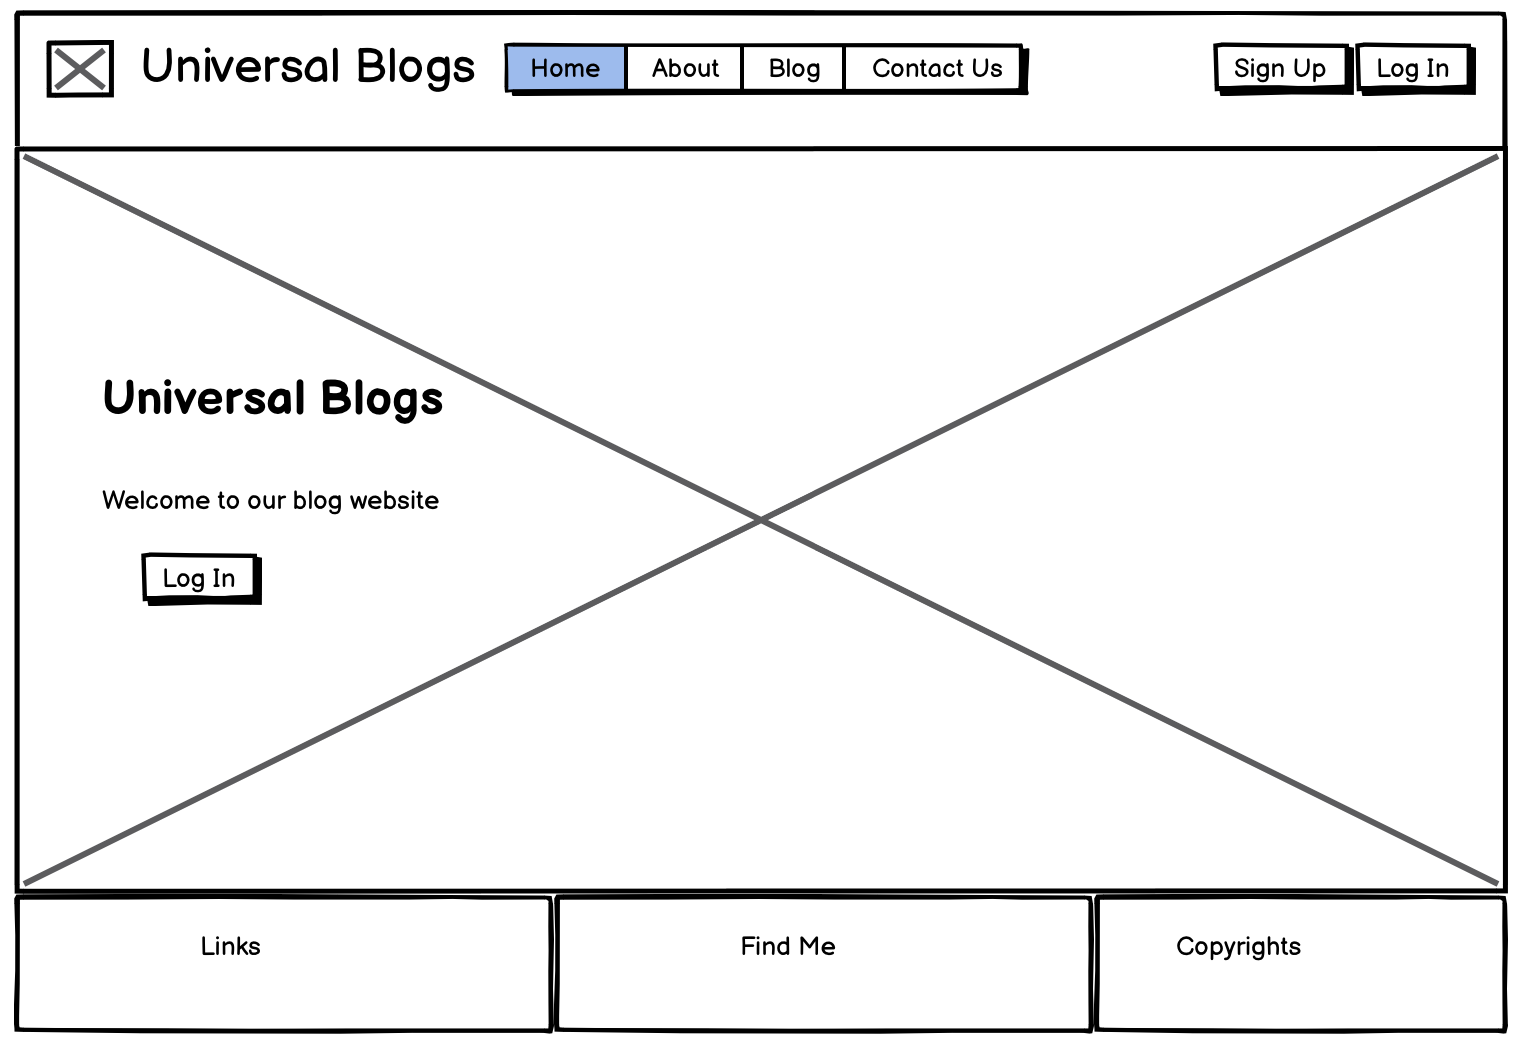 Universal Blogs
Home About Blog Contact Us
Sign Up Log In
Universal Blogs
Welcome to our blog website
Log In
Links
Find Me
Copyrights